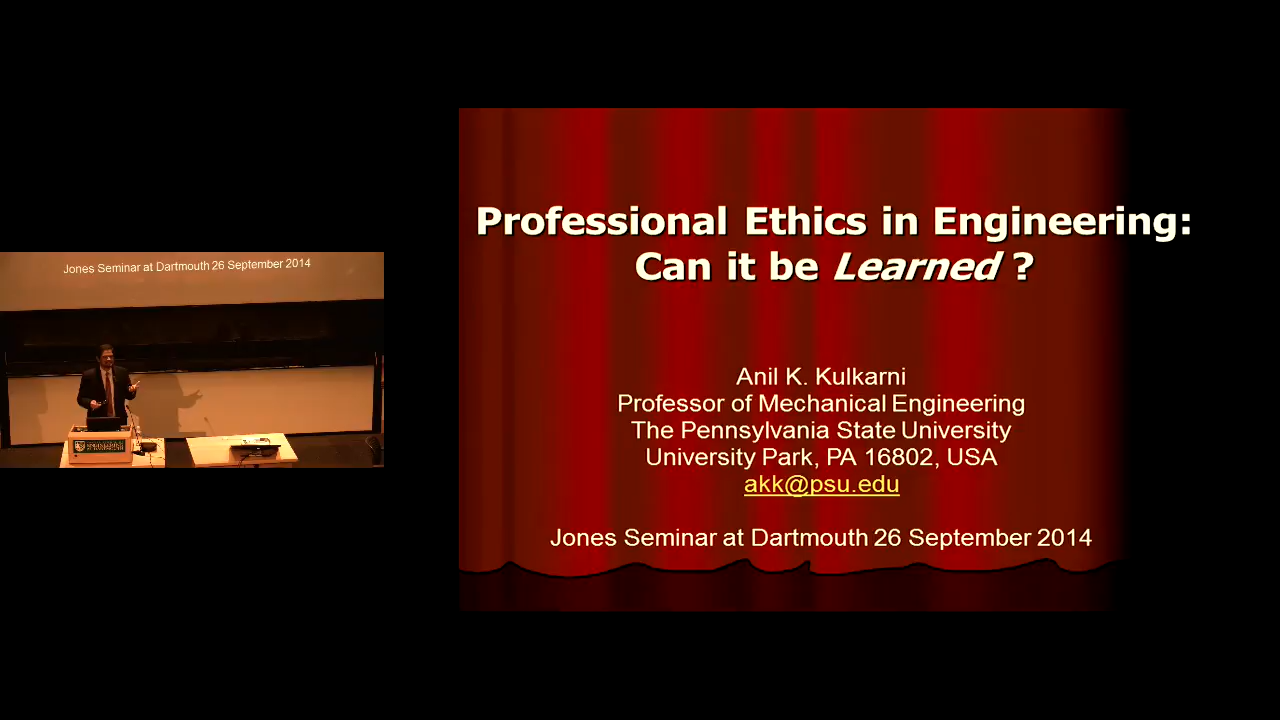 Professional Ethics in Engineering:
Can it be Learned ?
Anil K. Kulkarni
Professor of Mechanical Engineering
The Pennsylvania State University
University Park, PA 16802, USA
akk@psu.edu
Jones Seminar at Dartmouth 26 September 2014
Jones Seminar at Dartmouth 26 September 2014